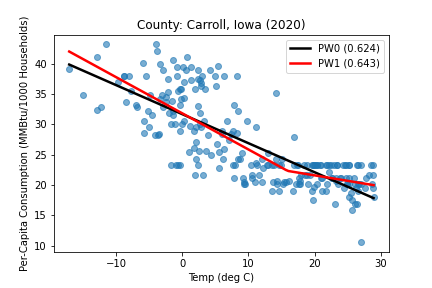 County: Carroll, Iowa (2020)
PW0 (0.624)
PW1 (0.643)
Per-Capita Consumption (MMBtu/1000 Households)
40
35
30
25
20
15
10
−10
0
10
20
30
Temp (deg C)